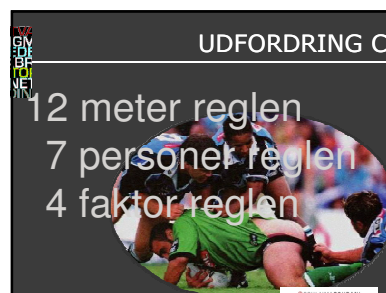 UDFORDRING
12 meter reglen
7 personer reglen
4 faktor reglen